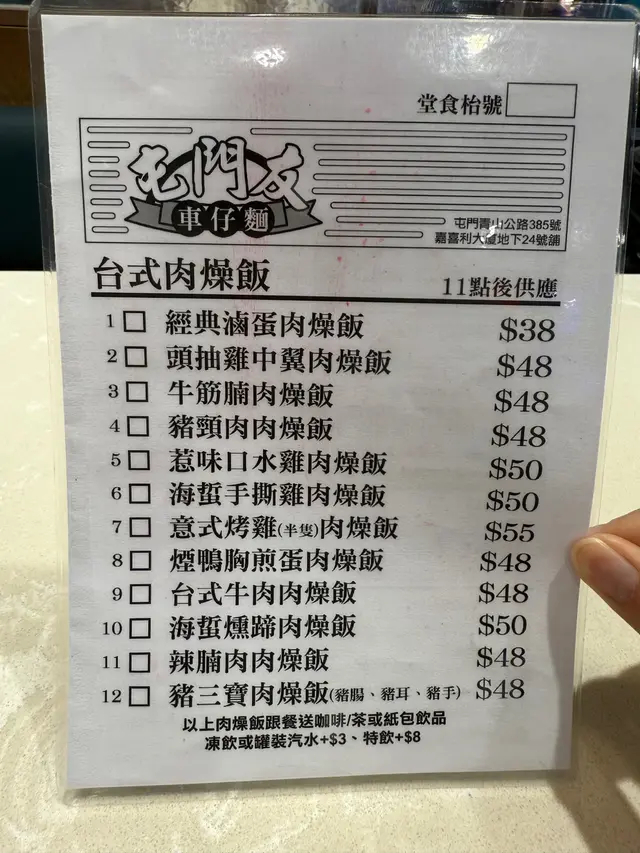 堂食枱號
屯門友
車仔麵
屯門青山公路385號
嘉喜利大廈地下24號舖
台式肉燥飯 11點後供應
1 □ 經典滷蛋肉燥飯 $38
2 □ 頭抽雞中翼肉燥飯 $48
3 □ 牛筋腩肉燥飯 $48
4 □ 豬頸肉肉燥飯 $48
5 □ 惹味口水雞肉燥飯 $50
6 □ 海蜇手撕雞肉燥飯 $50
7 □ 意式烤雞(半隻)肉燥飯 $55
8 □ 煙鴨胸煎蛋肉燥飯 $48
9 □ 台式牛肉肉燥飯 $48
10 □ 海蜇燻蹄肉燥飯 $50
11 □ 辣腩肉肉燥飯 $48
12 □ 豬三寶肉燥飯(豬腸、豬耳、豬手) $48
以上肉燥飯跟餐送咖啡/茶或紙包飲品
凍飲或罐裝汽水+$3、特飲+$8